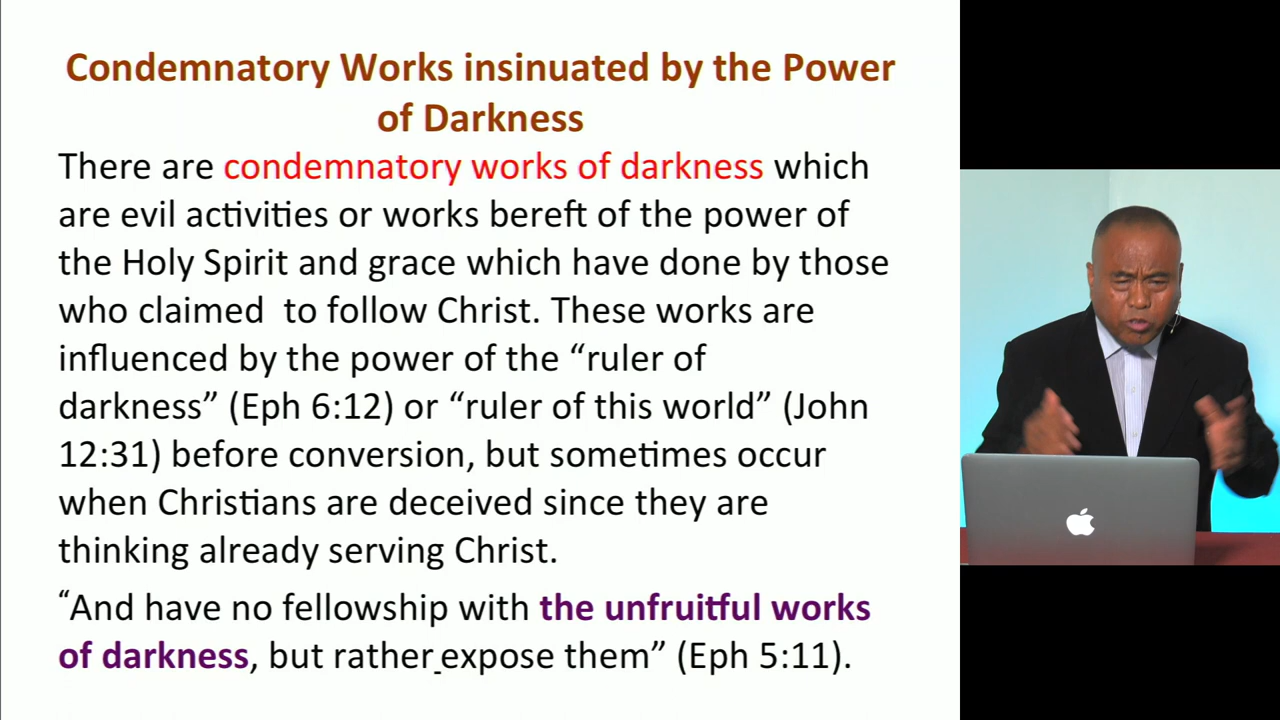 Condemnatory Works insinuated by the Power
of Darkness
There are condemnatory works of darkness which
are evil activities or works bereft of the power of
the Holy Spirit and grace which have done by those
who claimed  to follow Christ. These works are
influenced by the power of the “ruler of
darkness” (Eph 6:12) or “ruler of this world” (John
12:31) before conversion, but sometimes occur
when Christians are deceived since they are
thinking already serving Christ.
“And have no fellowship with the unfruitful works
of darkness, but rather expose them” (Eph 5:11).